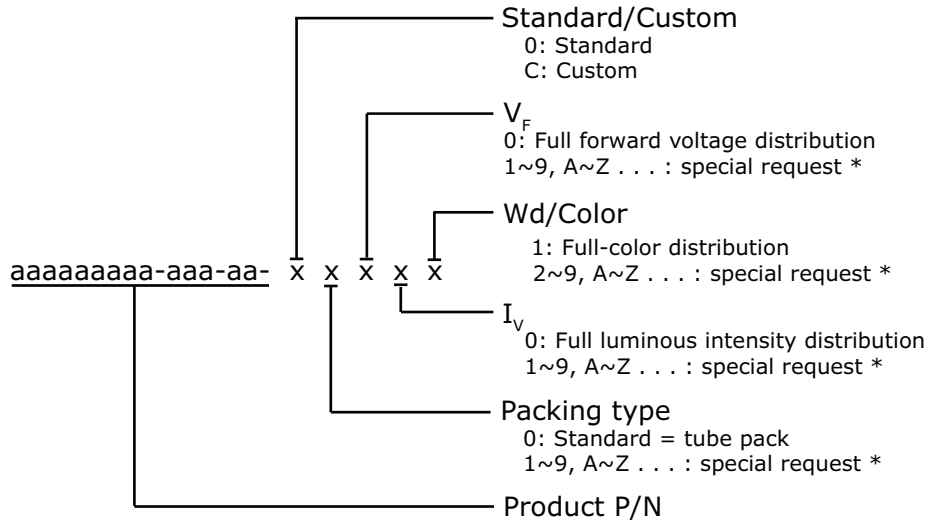 Standard/Custom
0: Standard
C: Custom
VF
0: Full forward voltage distribution
1~9, A~Z . . . : special request *
Wd/Color
1: Full-color distribution
2~9, A~Z . . . : special request *
aaaaaaaaa-aaa-aa- x x x x x
IV
0: Full luminous intensity distribution
1~9, A~Z . . . : special request *
Packing type
0: Standard = tube pack
1~9, A~Z . . . : special request *
Product P/N